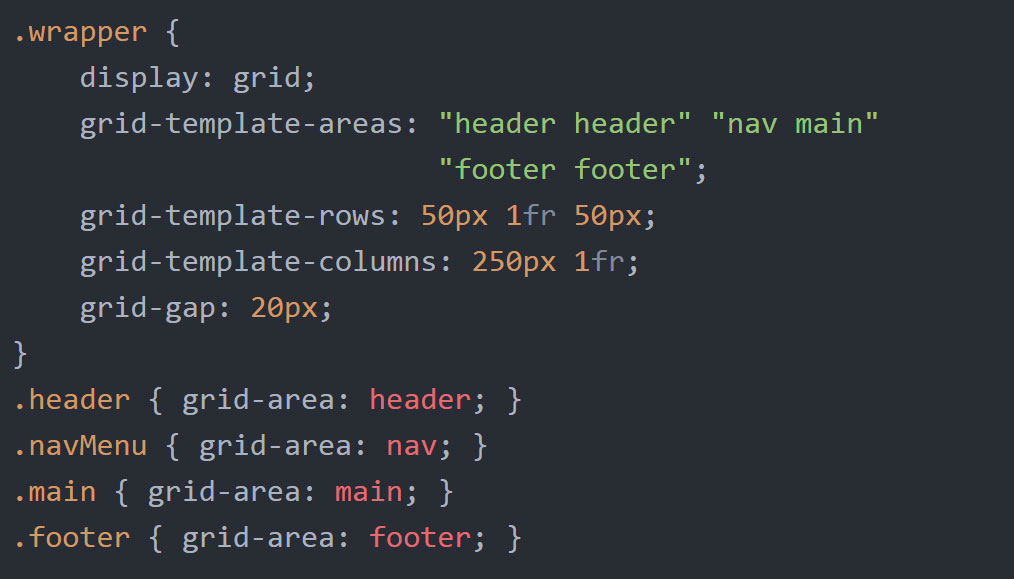 .wrapper {
    display: grid;
    grid-template-areas: "header header" "nav main"
                         "footer footer";
    grid-template-rows: 50px 1fr 50px;
    grid-template-columns: 250px 1fr;
    grid-gap: 20px;
}
.header { grid-area: header; }
.navMenu { grid-area: nav; }
.main { grid-area: main; }
.footer { grid-area: footer; }